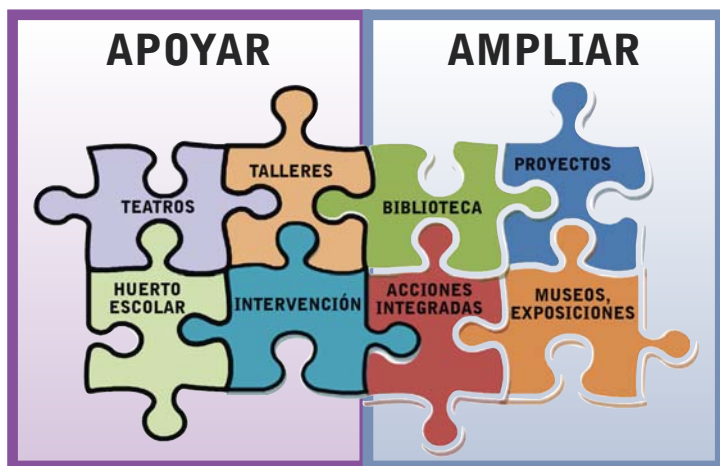 APOYAR
AMPLIAR
TEATROS
TALLERES
BIBLIOTECA
PROYECTOS
HUERTO
ESCOLAR
INTERVENCIÓN
ACCIONES
INTEGRADAS
MUSEOS,
EXPOSICIONES